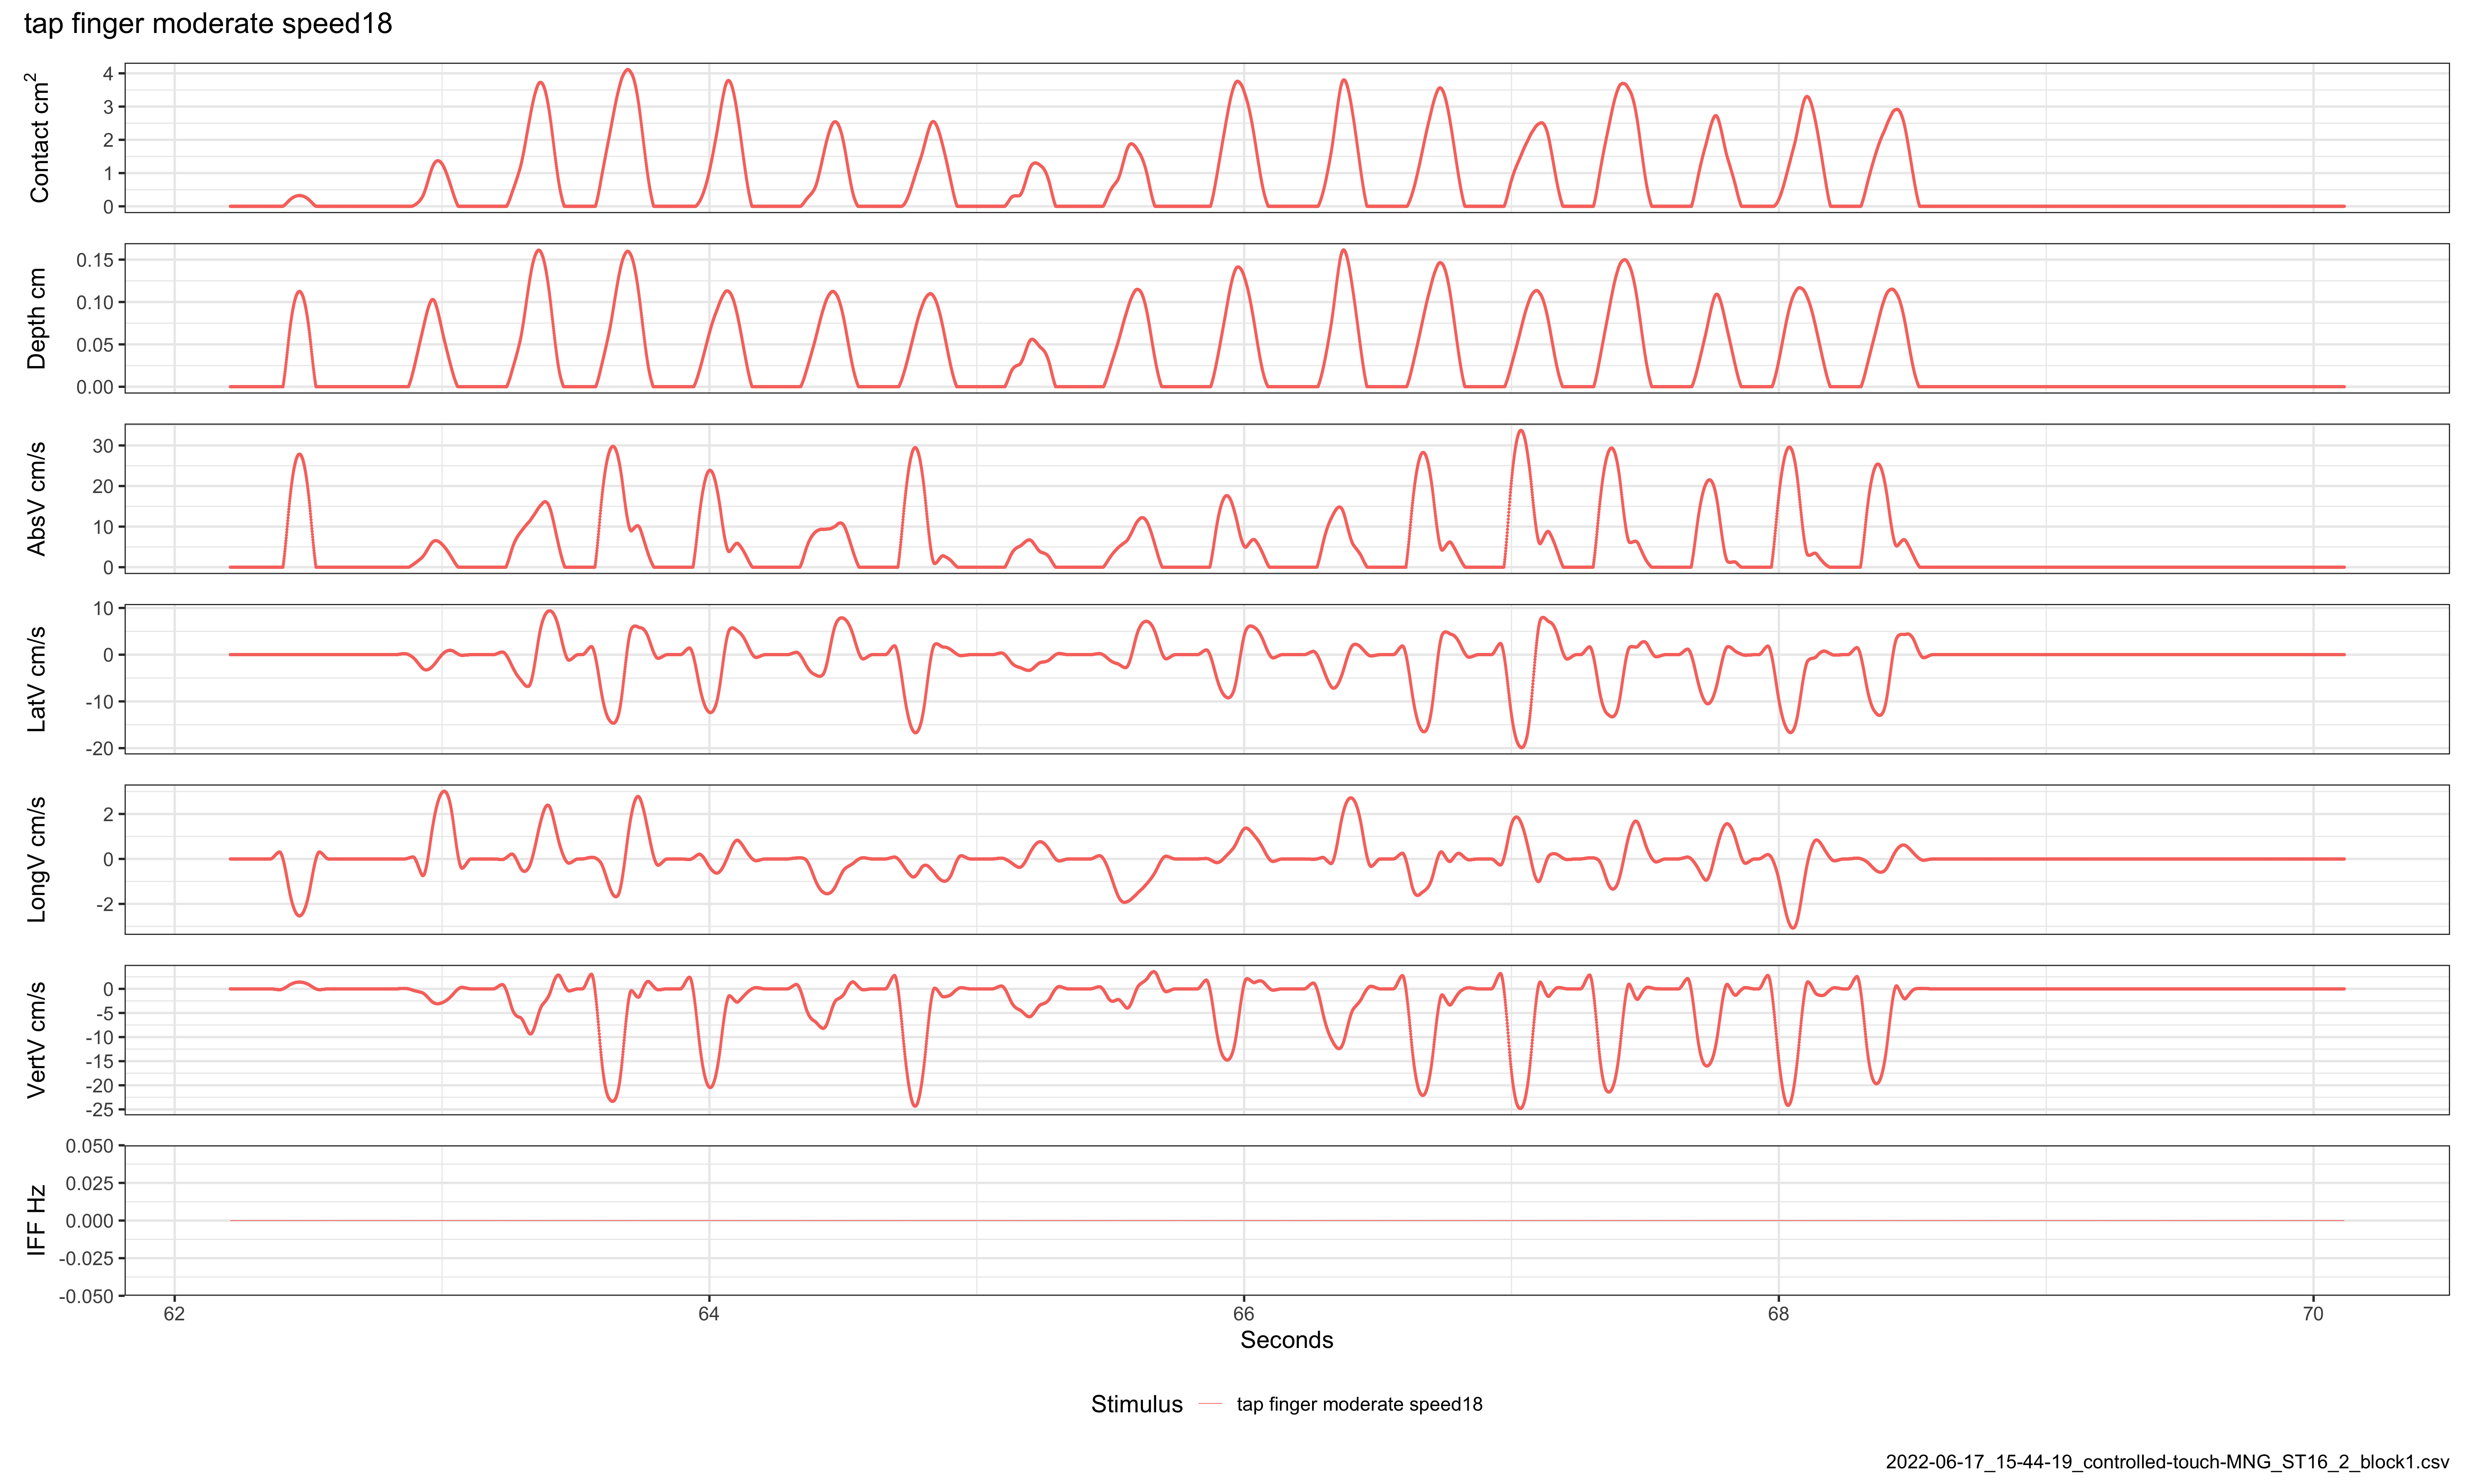 tap finger moderate speed18
Contact cm²
4
3
2
1
0
Depth cm
0.15
0.10
0.05
0.00
AbsV cm/s
30
20
10
0
LatV cm/s
10
0
-10
-20
LongV cm/s
2
0
-2
VertV cm/s
0
-5
-10
-15
-20
-25
IFF Hz
0.050
0.025
0.000
-0.025
-0.050
62 64 66 68 70
Seconds
Stimulus tap finger moderate speed18
2022-06-17_15-44-19_controlled-touch-MNG_ST16_2_block1.csv